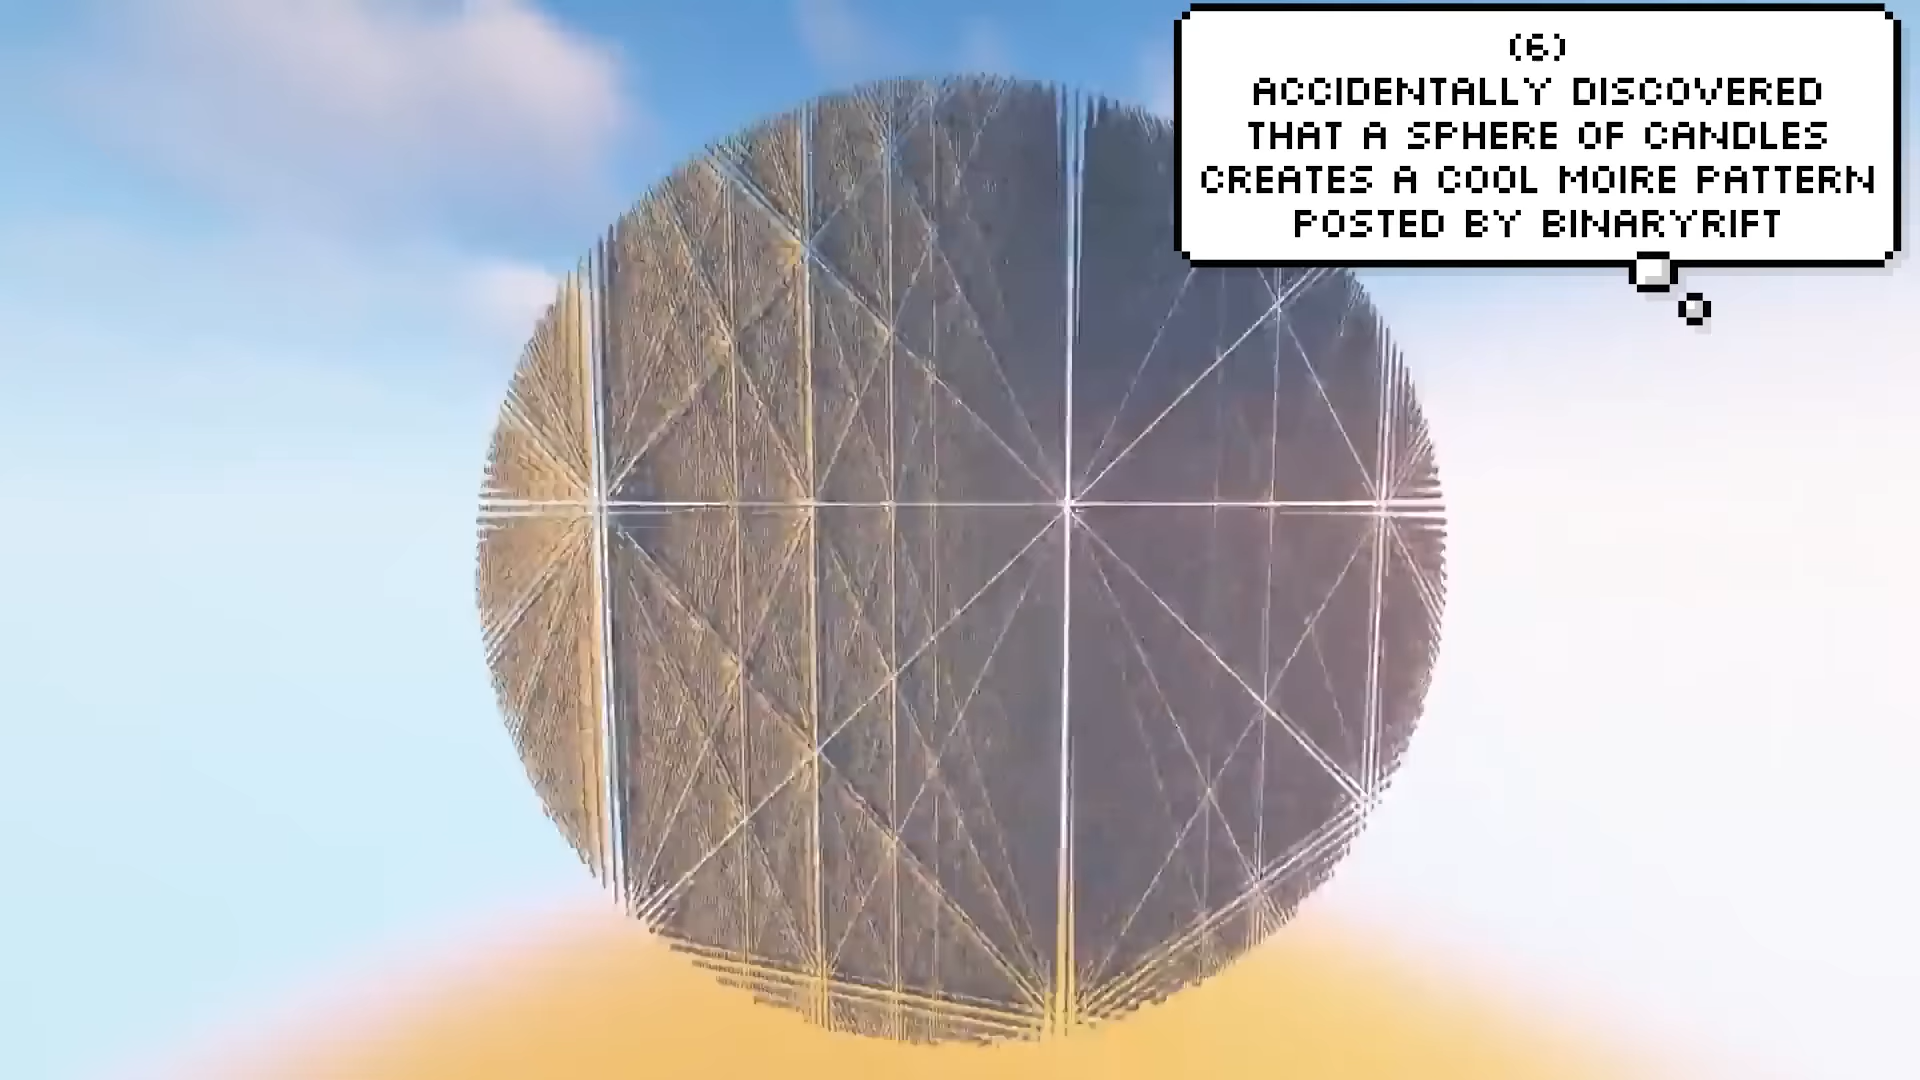 (6)
ACCIDENTALLY DISCOVERED
THAT A SPHERE OF CANDLES
CREATES A COOL MOIRE PATTERN
POSTED BY BINARYRIFT